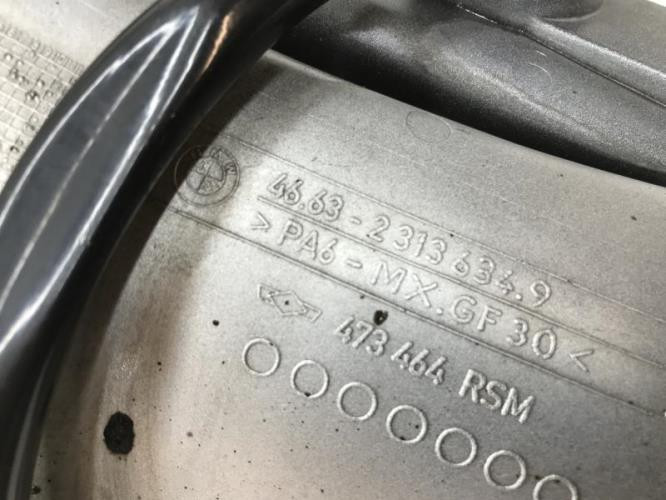 46.63 - 2 313 634.9
> PA6 - MX.GF 30 <
473 464 RSM